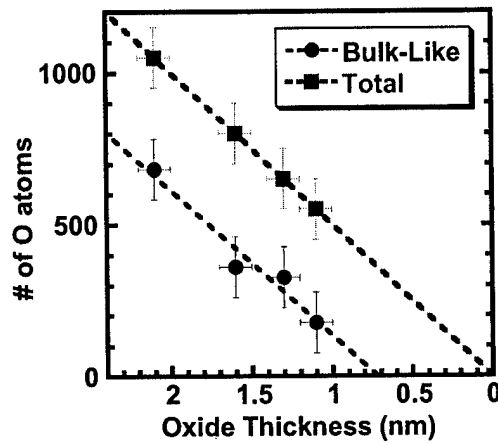 Bulk-Like
Total
1000
500
0
# of O atoms
2
1.5
1
0.5
0
Oxide Thickness (nm)